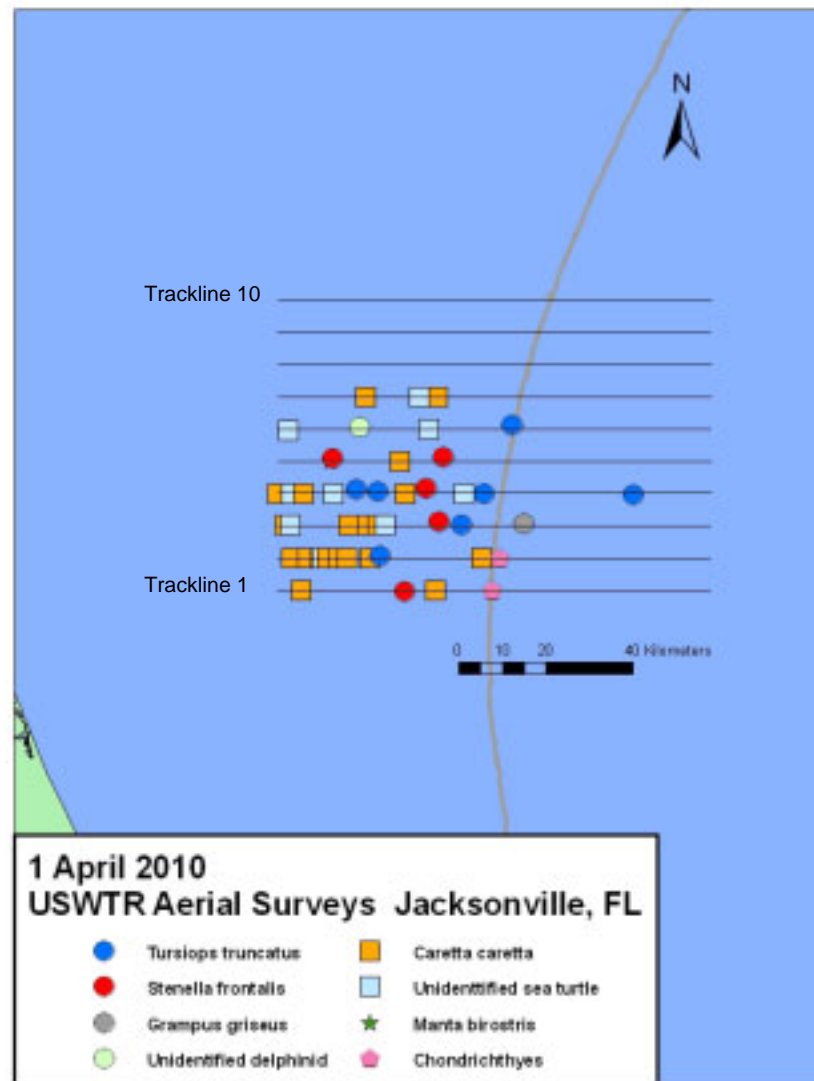 N
Trackline 10
Trackline 1
0 10 20 40 Kilometers
1 April 2010
USWTR Aerial Surveys Jacksonville, FL
Tursiops truncatus
Caretta caretta
Stenella frontalis
Unidenttified sea turtle
Grampus griseus
Manta birostris
Unidentified delphinid
Chondrichthyes